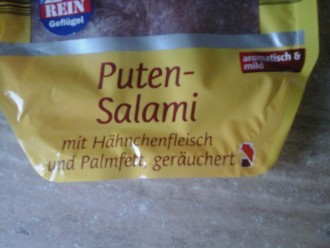 REIN
Geflügel
aromatisch &
mild
Puten-
Salami
mit Hähnchenfleisch
und Palmfett, geräuchert